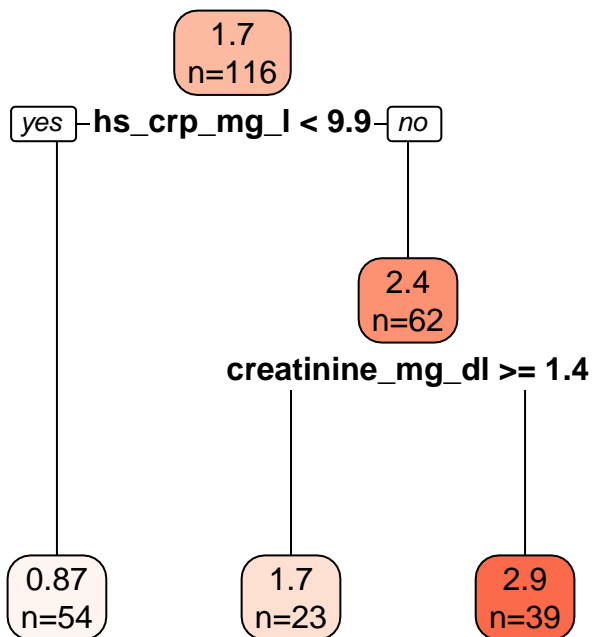 1.7
n=116
yes hs_crp_mg_l < 9.9 no
2.4
n=62
creatinine_mg_dl >= 1.4
0.87 1.7 2.9
n=54 n=23 n=39